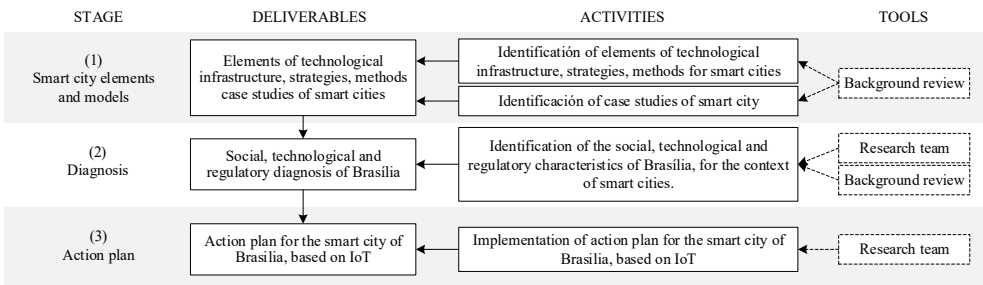 STAGE
DELIVERABLES
ACTIVITIES
TOOLS
(1)
Smart city elements
and models
Elements of technological
infrastructure, strategies, methods
case studies of smart cities
Identificatión of elements of technological
infrastructure, strategies, methods for smart cities
Identificación of case studies of smart city
Background review
(2)
Diagnosis
Social, technological and
regulatory diagnosis of Brasília
Identification of the social, technological and
regulatory characteristics of Brasília, for the context
of smart cities.
Research team
Background review
(3)
Action plan
Action plan for the smart city of
Brasilia, based on IoT
Implementation of action plan for the smart city of
Brasilia, based on IoT
Research team